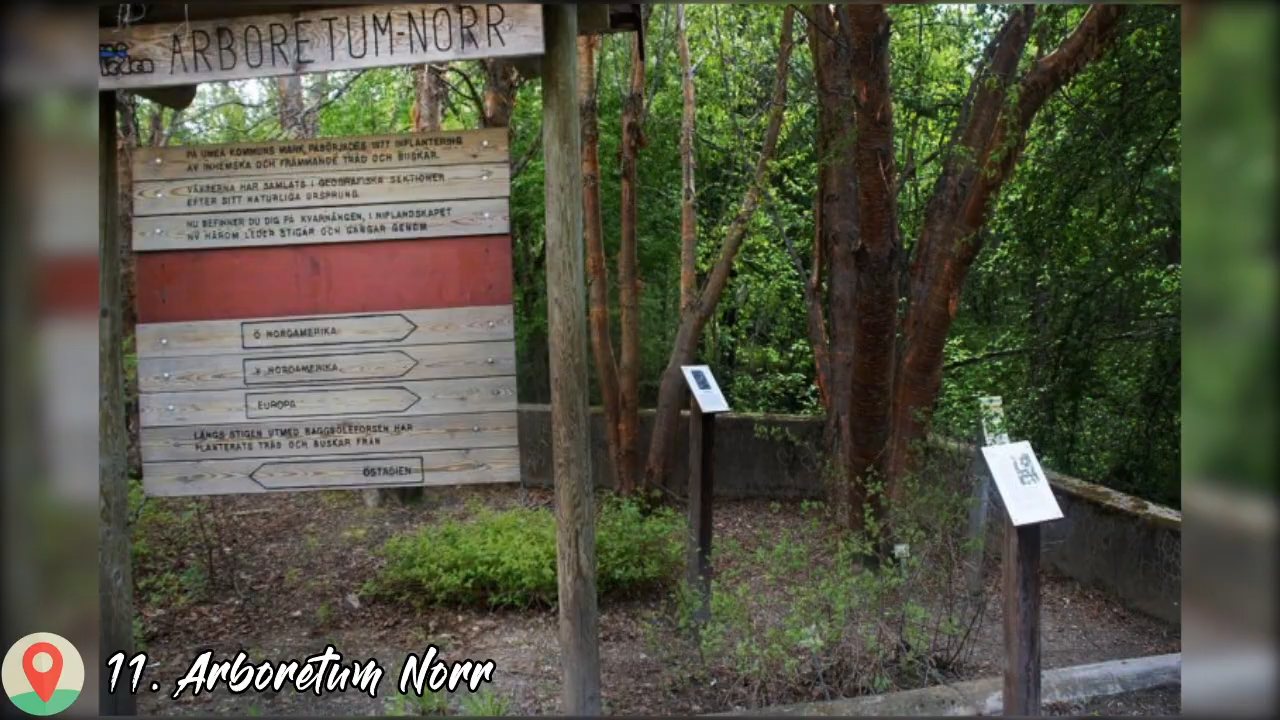 ARBORETUM-NORR
PÅ UMEÅ KOMMUNS MARK PÅBÖRJADES 1977 INPLANTERING
AV INHEMSKA OCH FRÄMMANDE TRÄD OCH BUSKAR.
VÄXTERNA HAR SAMLATS I GEOGRAFISKA SEKTIONER
EFTER SITT NATURLIGA URSPRUNG.
NU BEFINNER DU DIG PÅ KVARNÄNGEN, I NIPLANDSKAPET
NV HÄROM LEDER STIGAR OCH GÅNGAR GENOM
Ö NORDAMERIKA
V NORDAMERIKA
EUROPA
LÄNGS STIGEN UTMED BAGGBÖLEFORSEN HAR
PLANTERATS TRÄD OCH BUSKAR FRÅN
OSTASIEN
11. Arboretum Norr